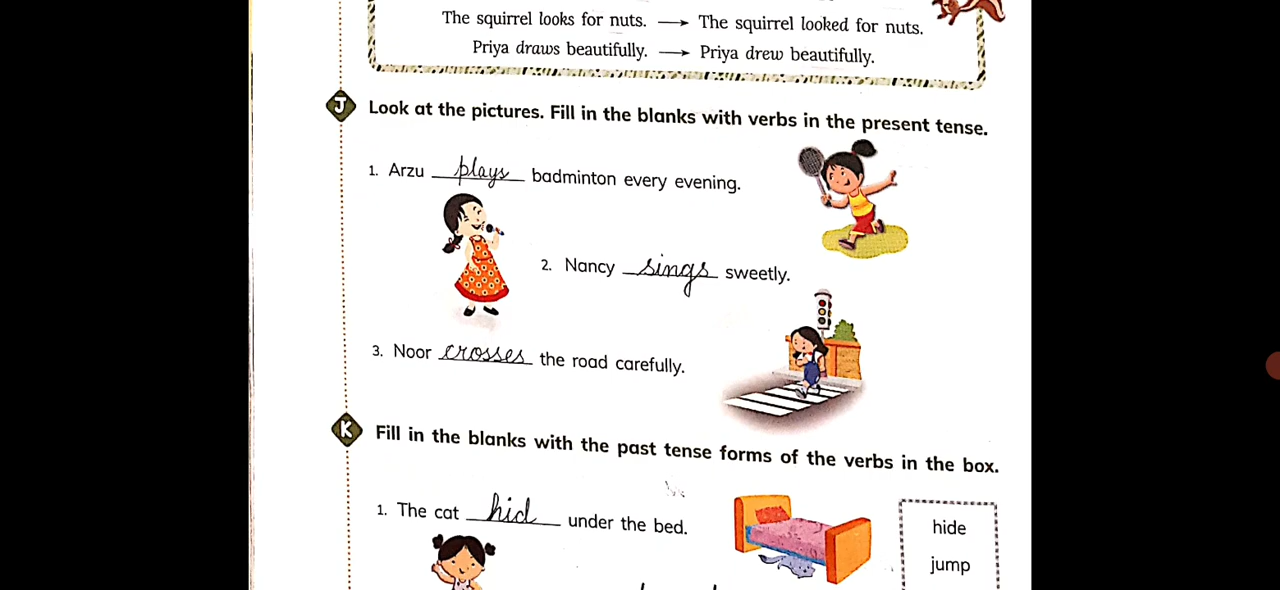 The squirrel looks for nuts. → The squirrel looked for nuts.
Priya draws beautifully. → Priya drew beautifully.
J Look at the pictures. Fill in the blanks with verbs in the present tense.
1. Arzu plays badminton every evening.
2. Nancy sings sweetly.
3. Noor crosses the road carefully.
K Fill in the blanks with the past tense forms of the verbs in the box.
1. The cat hid under the bed.
hide
jump